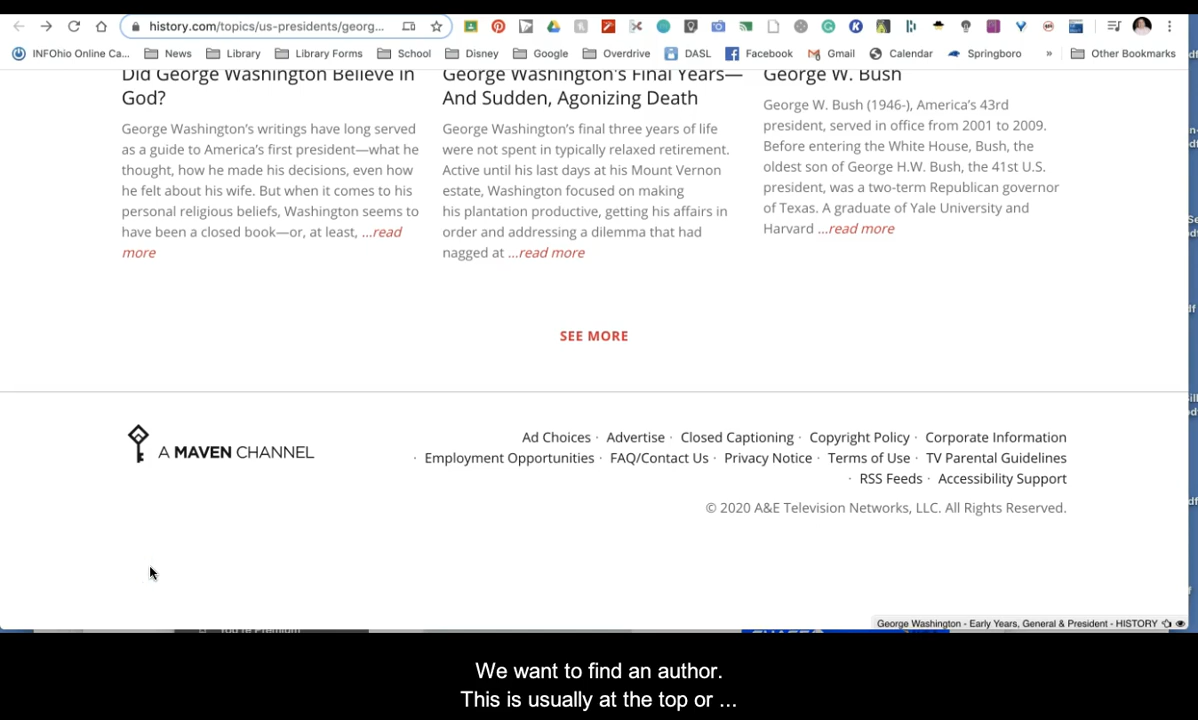 history.com/topics/us-presidents/georg...
INFOhio Online Ca... News Library Library Forms School Disney Google Overdrive DASL Facebook Gmail Calendar Springboro » Other Bookmarks
Did George Washington Believe in God?
George Washington's writings have long served
as a guide to America's first president—what he
thought, how he made his decisions, even how
he felt about his wife. But when it comes to his
personal religious beliefs, Washington seems to
have been a closed book—or, at least, ...read
more
George Washington's Final Years—
And Sudden, Agonizing Death
George Washington's final three years of life
were not spent in typically relaxed retirement.
Active until his last days at his Mount Vernon
estate, Washington focused on making
his plantation productive, getting his affairs in
order and addressing a dilemma that had
nagged at ...read more
George W. Bush
George W. Bush (1946-), America's 43rd
president, served in office from 2001 to 2009.
Before entering the White House, Bush, the
oldest son of George H.W. Bush, the 41st U.S.
president, was a two-term Republican governor
of Texas. A graduate of Yale University and
Harvard ...read more
SEE MORE
A MAVEN CHANNEL
Ad Choices · Advertise · Closed Captioning · Copyright Policy · Corporate Information
· Employment Opportunities · FAQ/Contact Us · Privacy Notice · Terms of Use · TV Parental Guidelines
· RSS Feeds · Accessibility Support
© 2020 A&E Television Networks, LLC. All Rights Reserved.
George Washington - Early Years, General & President - HISTORY
We want to find an author.
This is usually at the top or ...